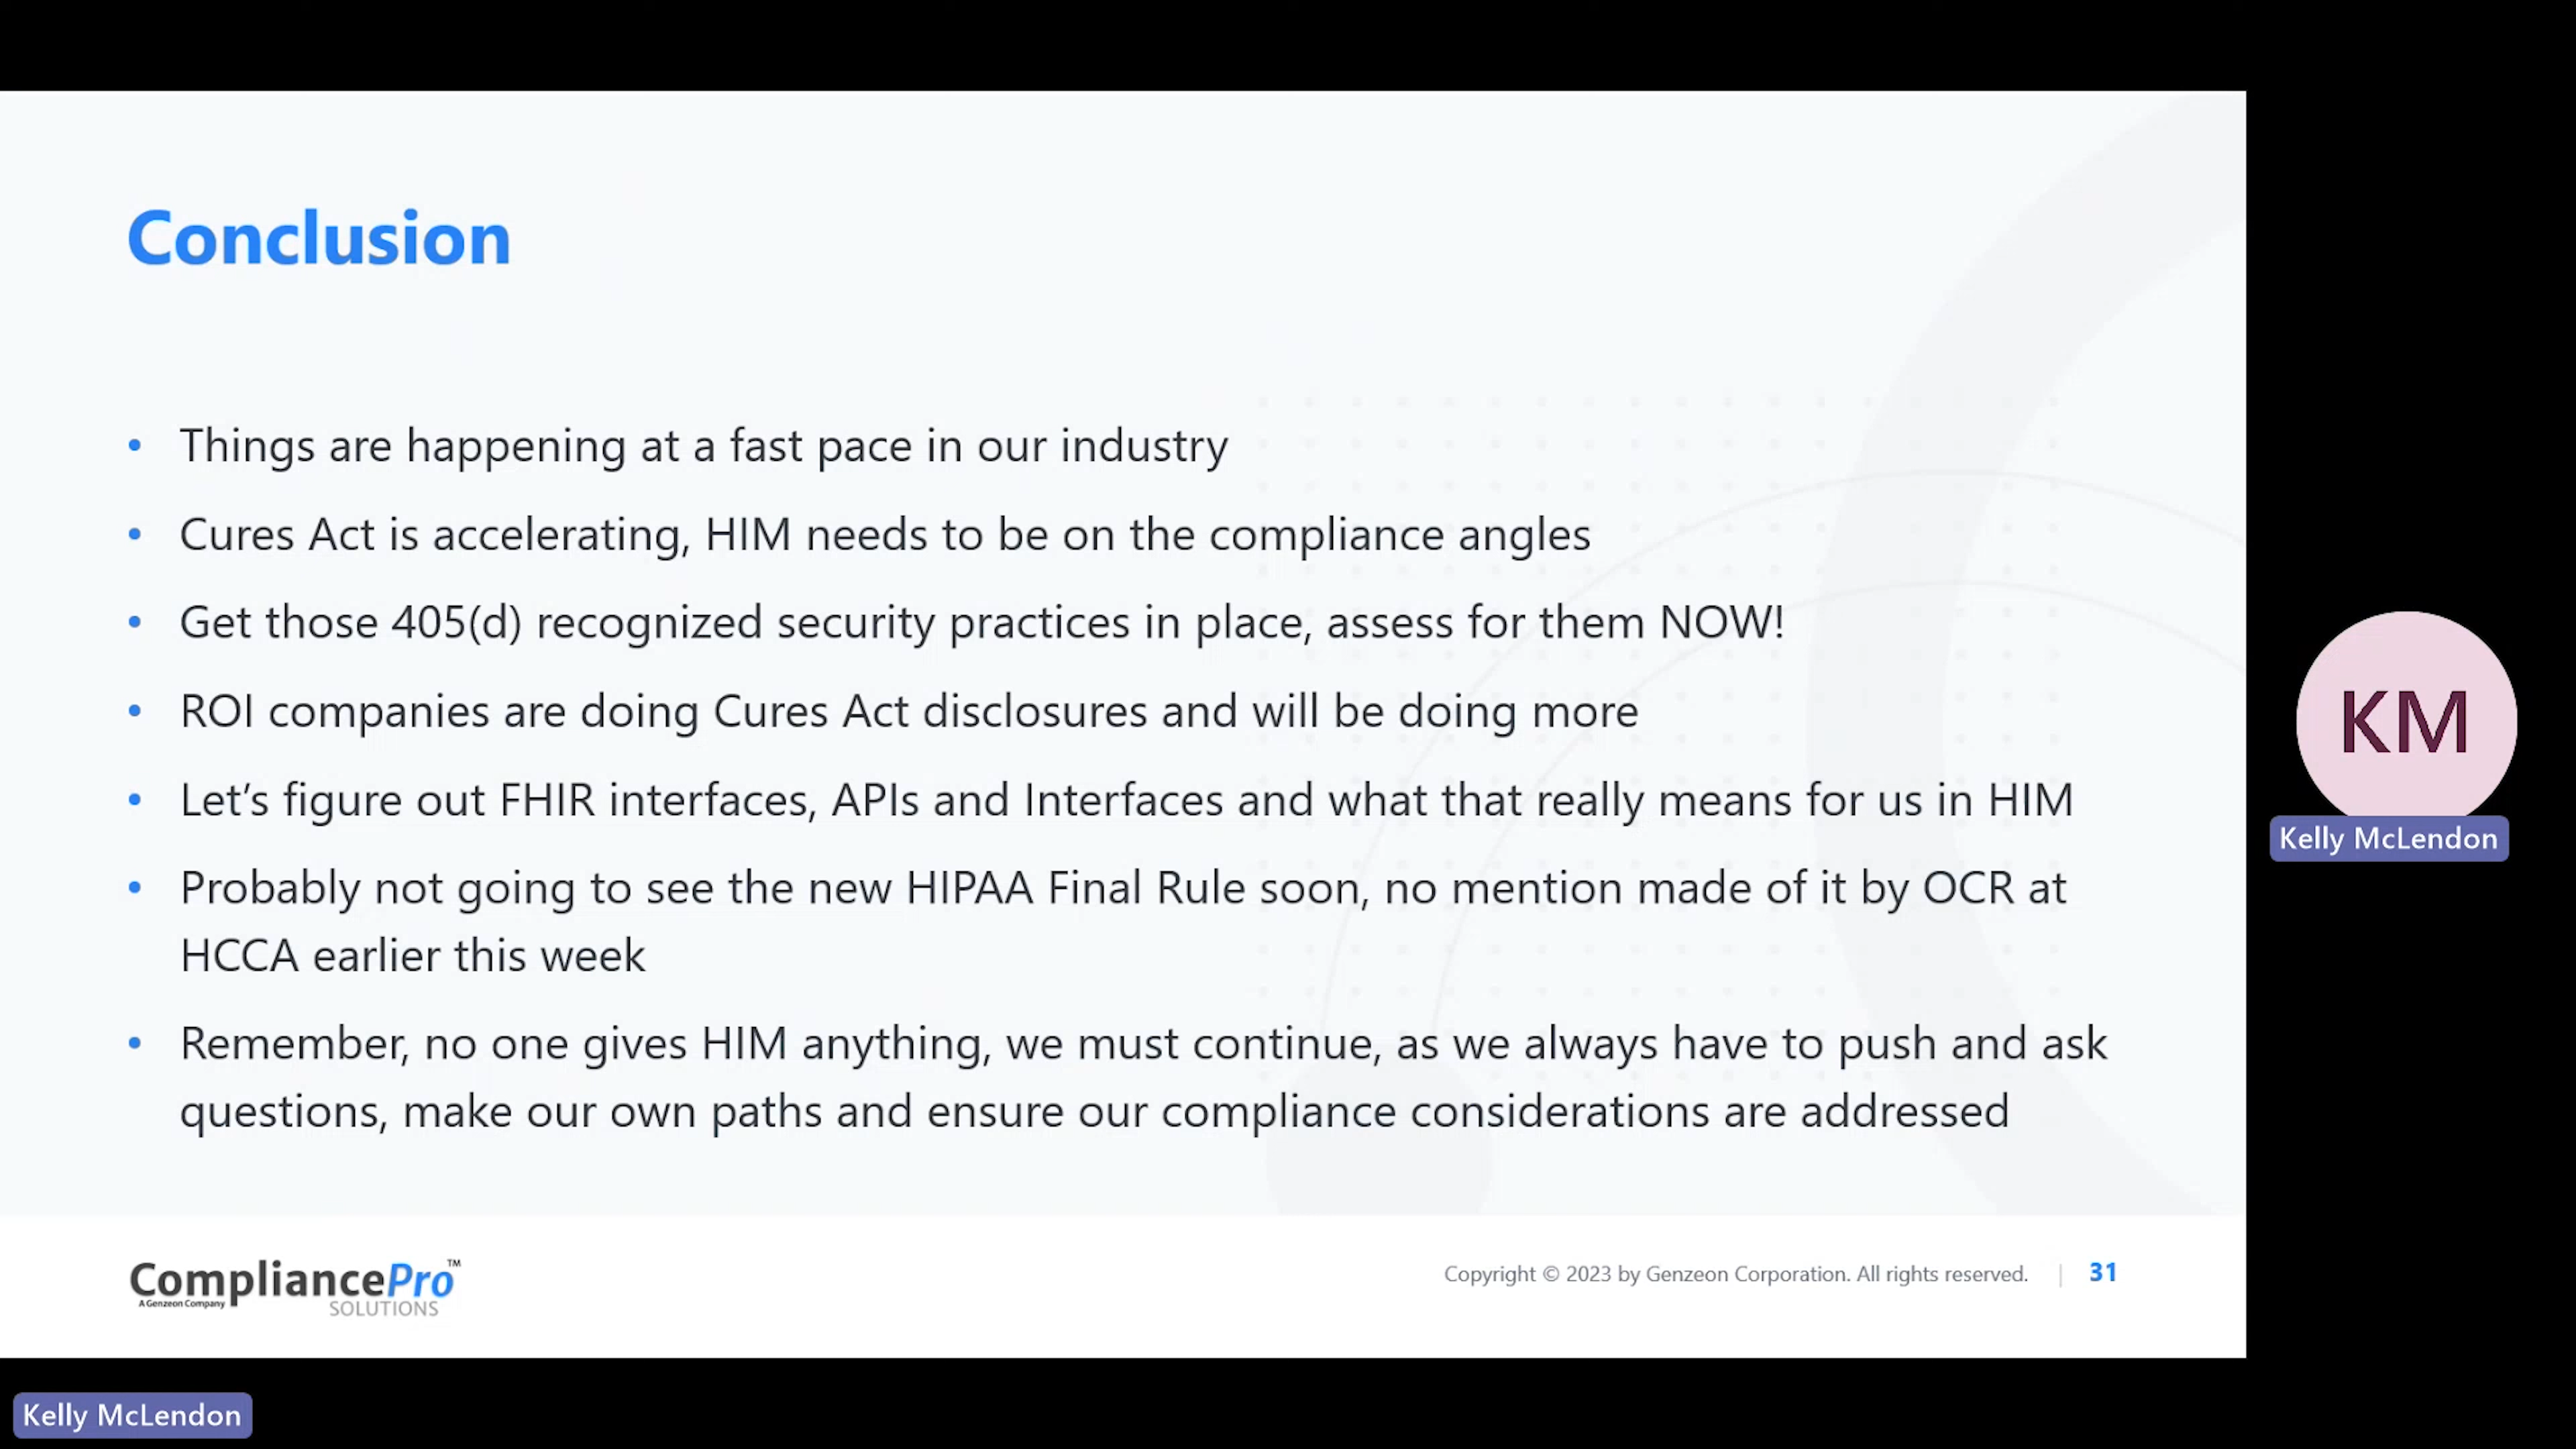 Conclusion
• Things are happening at a fast pace in our industry
• Cures Act is accelerating, HIM needs to be on the compliance angles
• Get those 405(d) recognized security practices in place, assess for them NOW!
• ROI companies are doing Cures Act disclosures and will be doing more
• Let's figure out FHIR interfaces, APIs and Interfaces and what that really means for us in HIM
• Probably not going to see the new HIPAA Final Rule soon, no mention made of it by OCR at
HCCA earlier this week
• Remember, no one gives HIM anything, we must continue, as we always have to push and ask
questions, make our own paths and ensure our compliance considerations are addressed
KM
Kelly McLendon
CompliancePro™
A Genzeon Company
SOLUTIONS
Copyright © 2023 by Genzeon Corporation. All rights reserved. | 31
Kelly McLendon